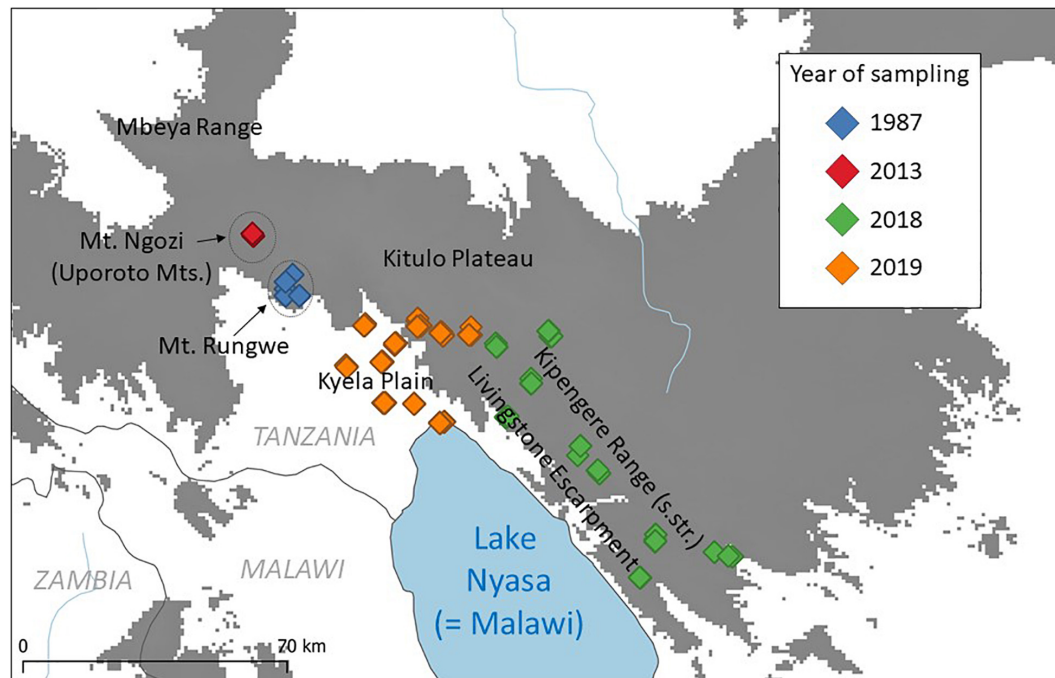 Year of sampling
1987
2013
2018
2019
Mbeya Range
Mt. Ngozi
(Uporoto Mts.)
Kitulo Plateau
Mt. Rungwe
Kyela Plain
Kipengere Range (s.str.)
Livingstone Escarpment
TANZANIA
Lake
Nyasa
(= Malawi)
ZAMBIA
MALAWI
0 70 km